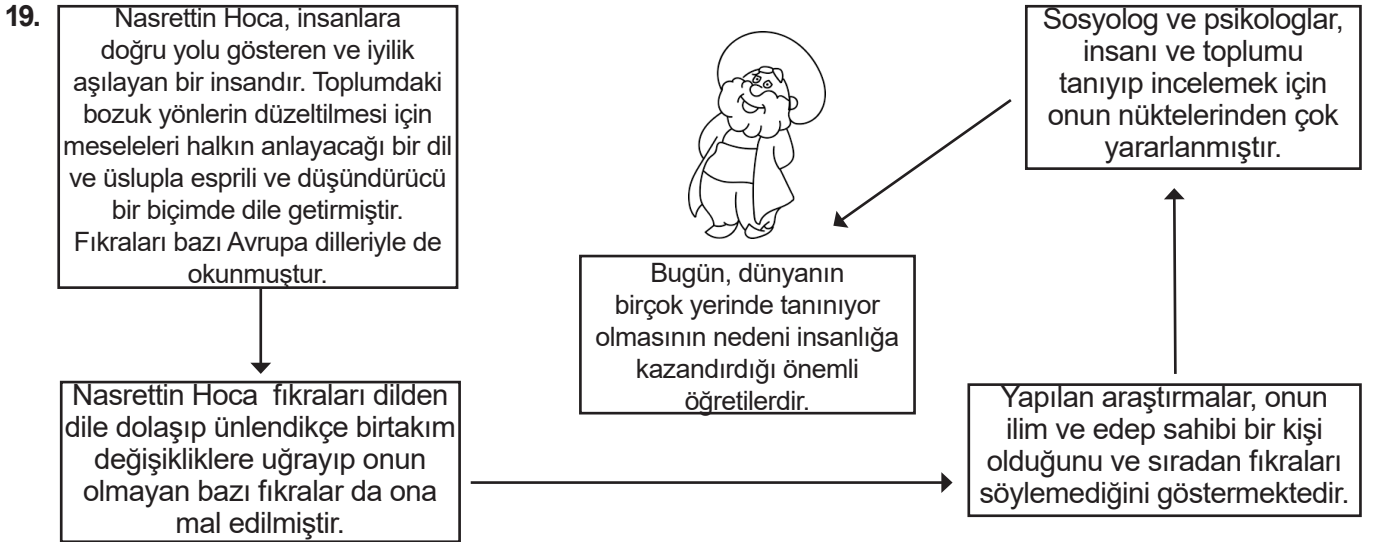 19.
Nasrettin Hoca, insanlara
doğru yolu gösteren ve iyilik
aşılayan bir insandır. Toplumdaki
bozuk yönlerin düzeltilmesi için
meseleleri halkın anlayacağı bir dil
ve üslupla esprili ve düşündürücü
bir biçimde dile getirmiştir.
Fıkraları bazı Avrupa dilleriyle de
okunmuştur.
Nasrettin Hoca fıkraları dilden
dile dolaşıp ünlendikçe birtakım
değişikliklere uğrayıp onun
olmayan bazı fıkralar da ona
mal edilmiştir.
Yapılan araştırmalar, onun
ilim ve edep sahibi bir kişi
olduğunu ve sıradan fıkraları
söylemediğini göstermektedir.
Sosyolog ve psikologlar,
insanı ve toplumu
tanıyıp incelemek için
onun nüktelerinden çok
yararlanmıştır.
Bugün, dünyanın
birçok yerinde tanınıyor
olmasının nedeni insanlığa
kazandırdığı önemli
öğretilerdir.